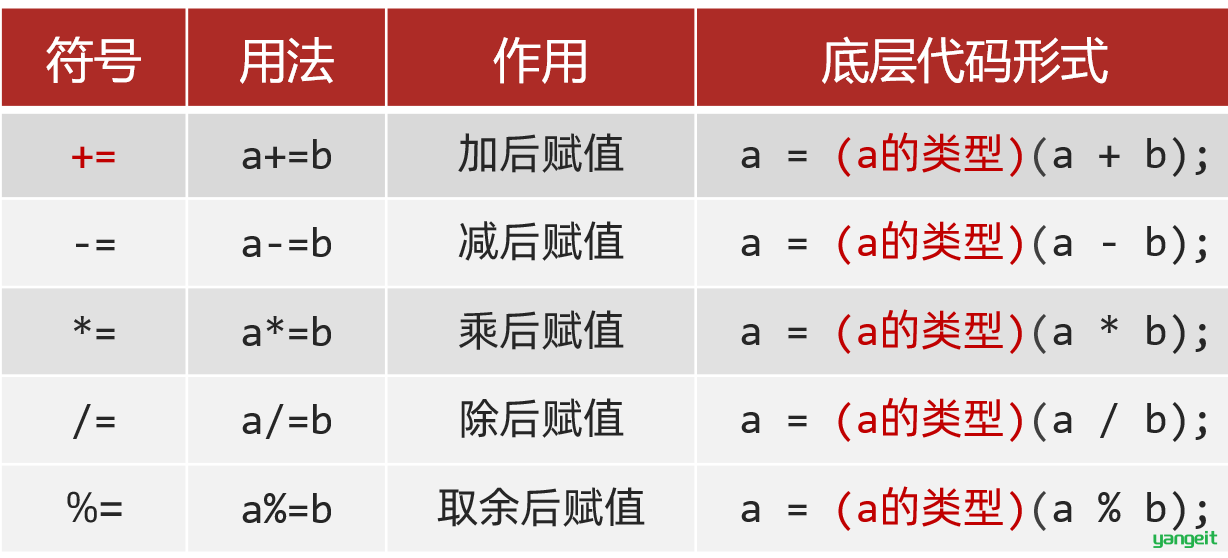 符号 用法 作用 底层代码形式
+= a+=b 加后赋值 a = (a的类型)(a + b);
-= a-=b 减后赋值 a = (a的类型)(a - b);
*= a*=b 乘后赋值 a = (a的类型)(a * b);
/= a/=b 除后赋值 a = (a的类型)(a / b);
%= a%=b 取余后赋值 a = (a的类型)(a % b);
yangeit